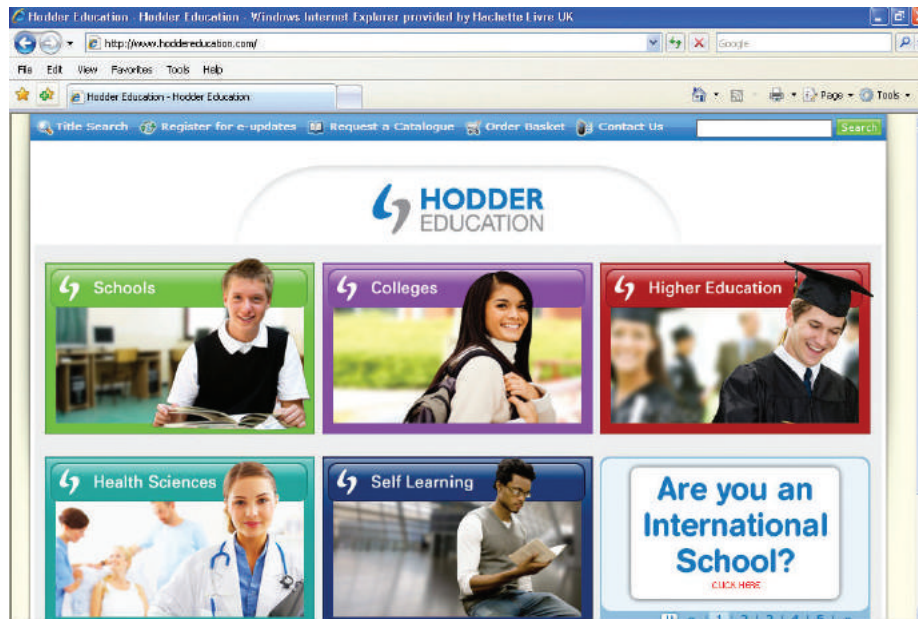 Hodder Education - Hodder Education - Windows Internet Explorer provided by Hachette Livre UK
http://www.hoddereducation.com/
Google
File Edit View Favorites Tools Help
Hodder Education - Hodder Education
Page Tools
Title Search Register for e-updates Request a Catalogue Order Basket Contact Us Search
HODDER
EDUCATION
Schools
Colleges
Higher Education
Health Sciences
Self Learning
Are you an
International
School?
CLICK HERE
1 2 3 4 5